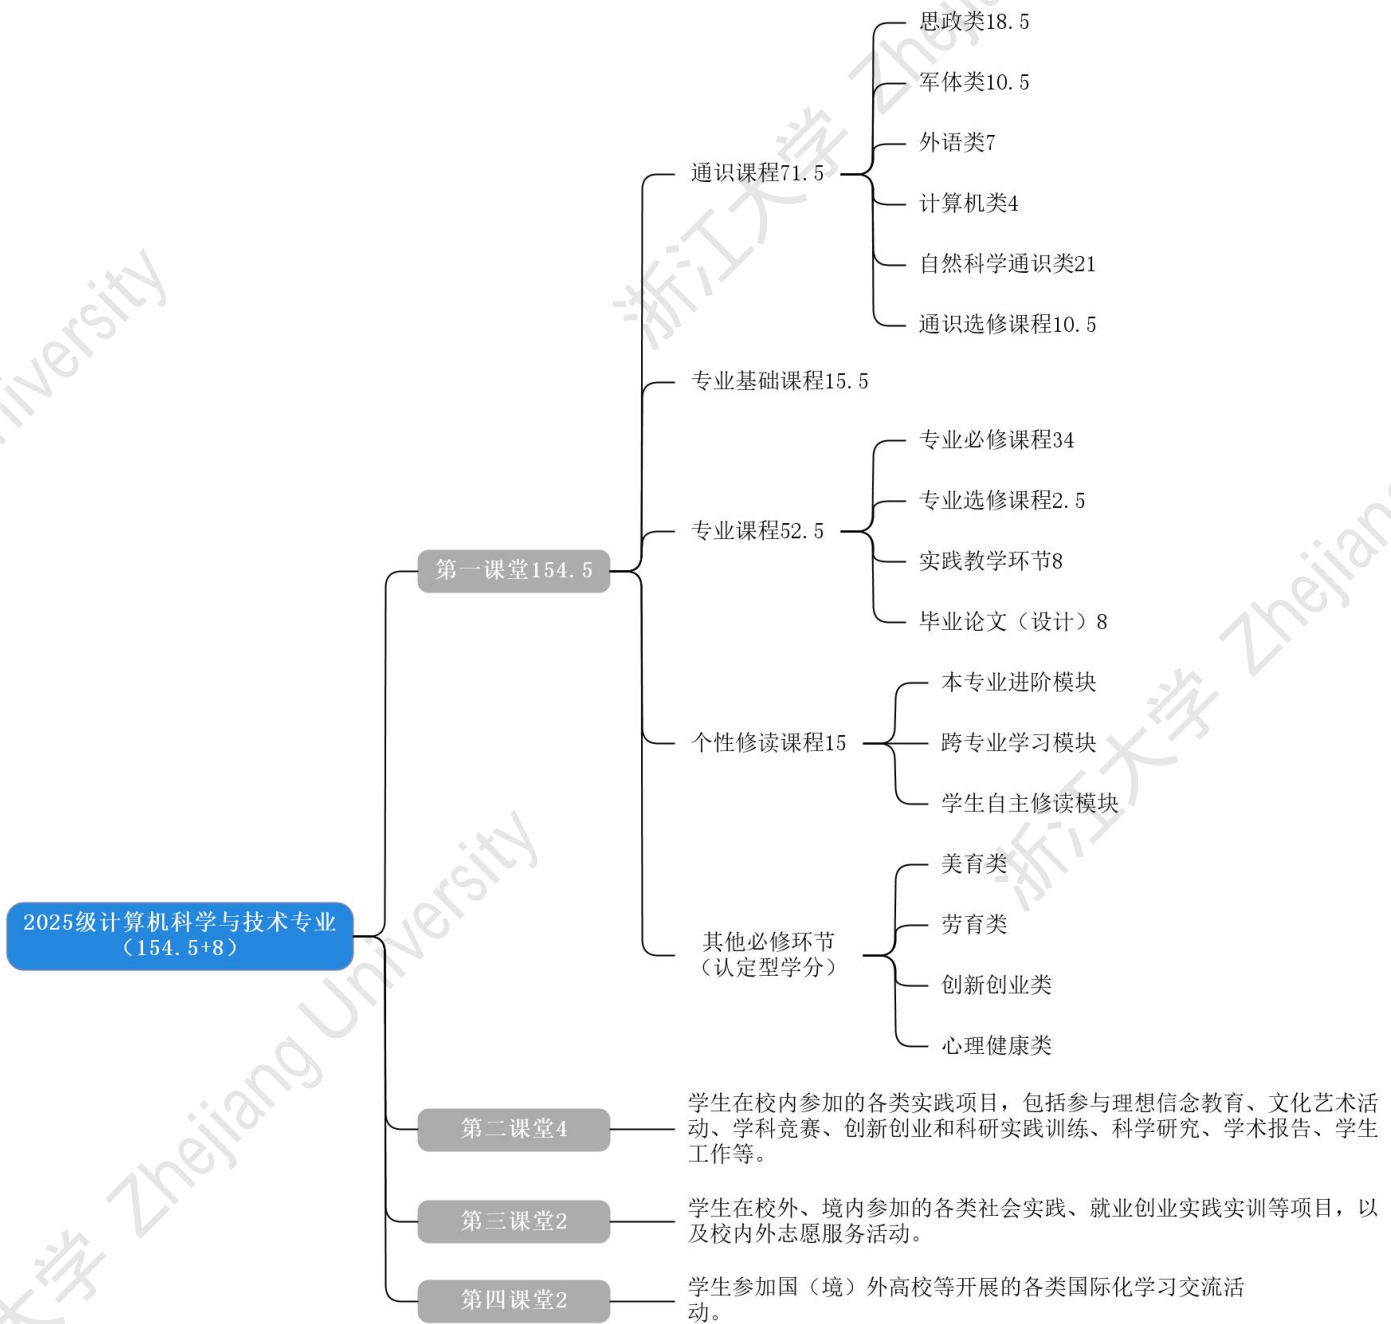 思政类18.5
军体类10.5
外语类7
通识课程71.5
计算机类4
自然科学通识类21
通识选修课程10.5
专业基础课程15.5
专业必修课程34
专业选修课程2.5
专业课程52.5
实践教学环节8
第一课堂154.5
毕业论文（设计）8
本专业进阶模块
个性修读课程15
跨专业学习模块
学生自主修读模块
美育类
劳育类
2025级计算机科学与技术专业
（154.5+8）
其他必修环节
（认定型学分）
创新创业类
心理健康类
第二课堂4
学生在校内参加的各类实践项目，包括参与理想信念教育、文化艺术活
动、学科竞赛、创新创业和科研实践训练、科学研究、学术报告、学生
工作等。
第三课堂2
学生在校外、境内参加的各类社会实践、就业创业实践实训等项目，以
及校内外志愿服务活动。
第四课堂2
学生参加国（境）外高校等开展的各类国际化学习交流活
动。
浙江大学 Zhejiang
浙江大学 Zhejiang
大学 Zhejiang University
University